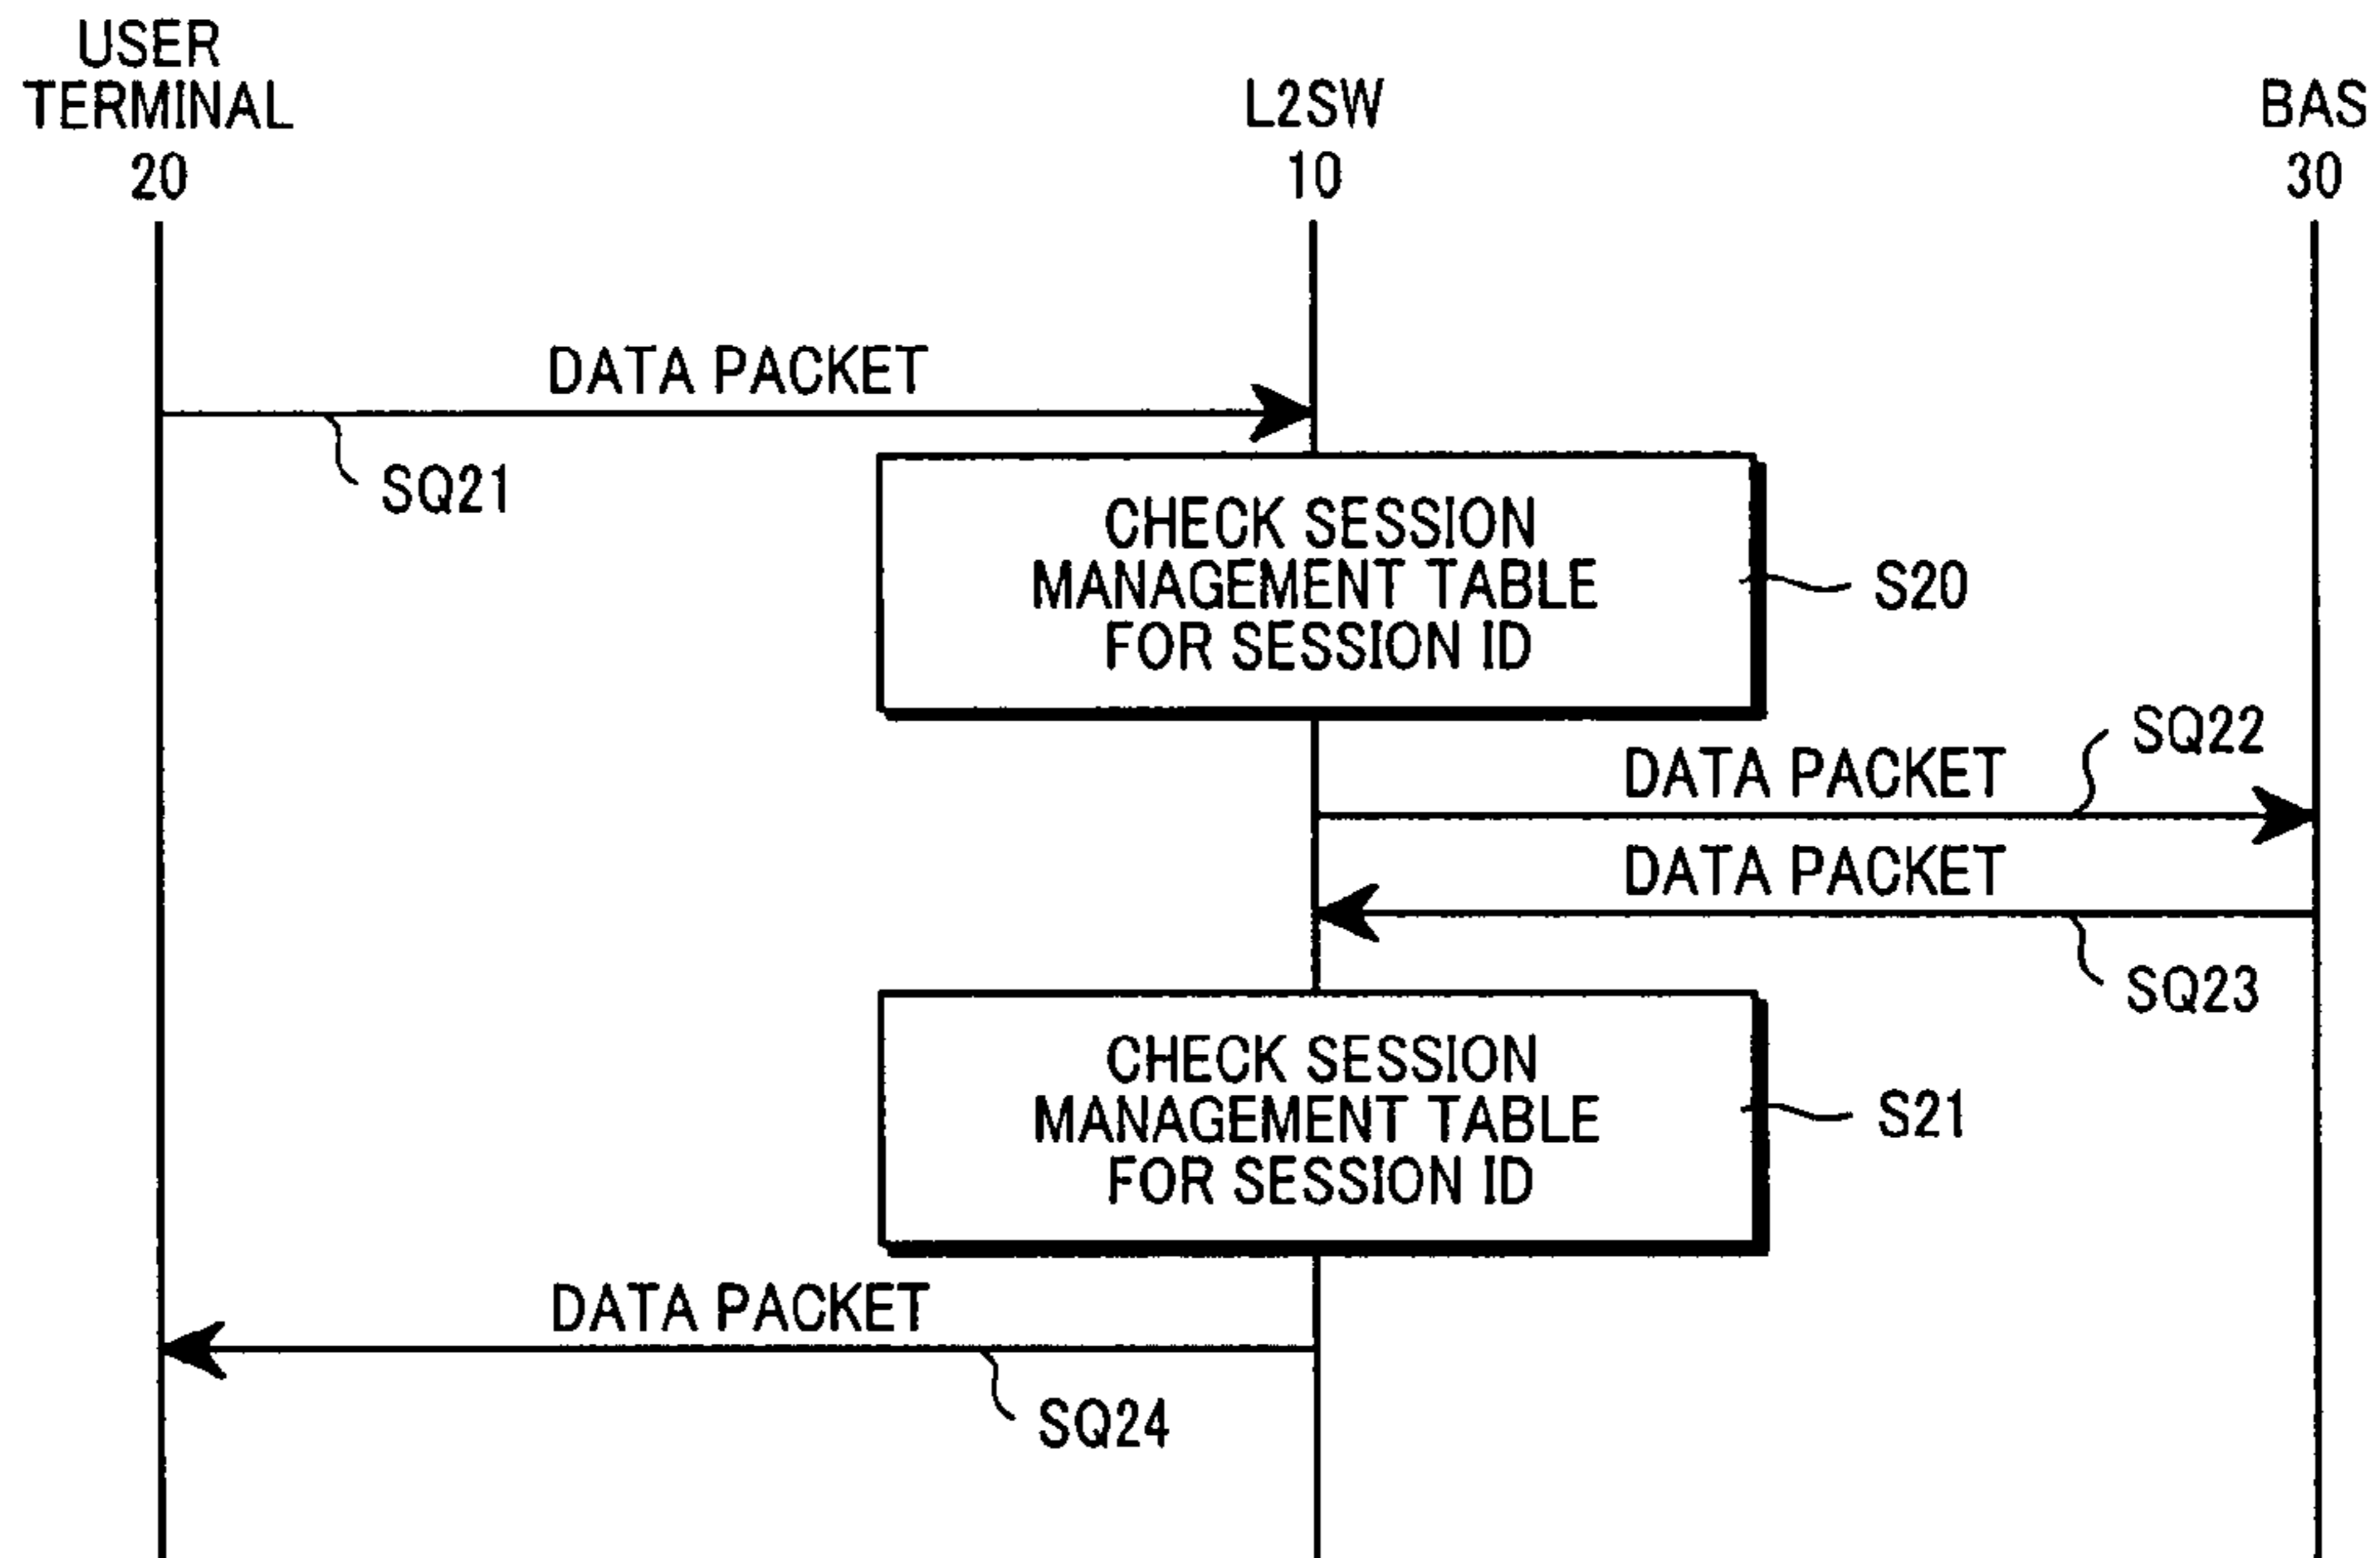 USER
TERMINAL
20
L2SW
10
BAS
30
DATA PACKET
SQ21
CHECK SESSION
MANAGEMENT TABLE
FOR SESSION ID
S20
SQ22
DATA PACKET
DATA PACKET
SQ23
CHECK SESSION
MANAGEMENT TABLE
FOR SESSION ID
S21
DATA PACKET
SQ24